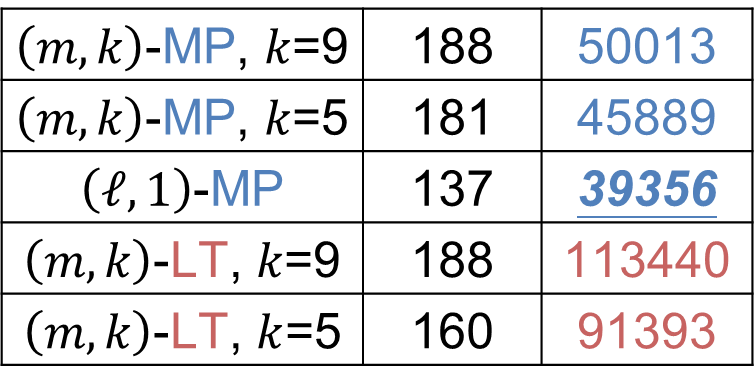 (m, k)-MP, k=9 188 50013
(m, k)-MP, k=5 181 45889
(ℓ, 1)-MP 137 39356
(m, k)-LT, k=9 188 113440
(m, k)-LT, k=5 160 91393